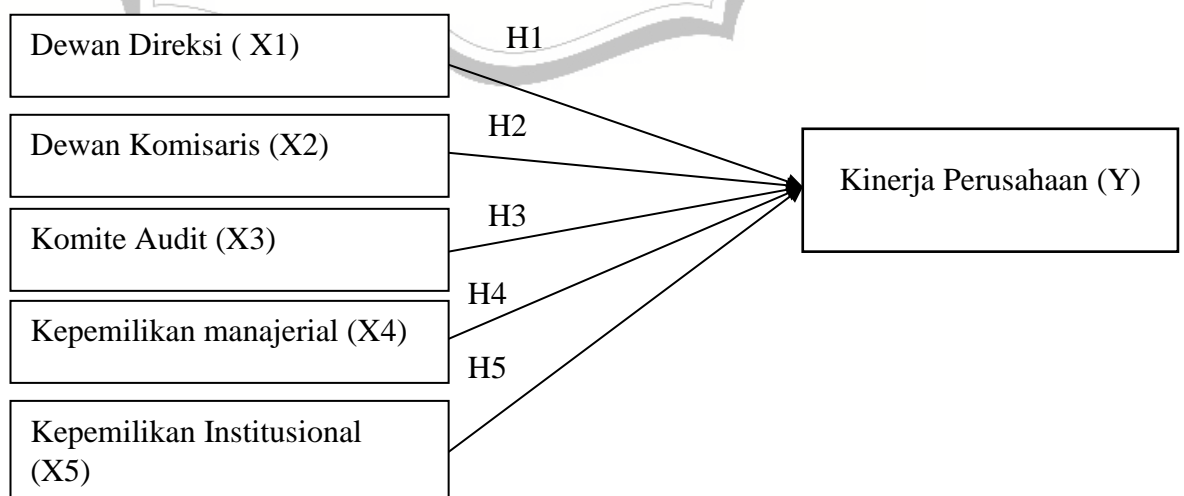 Dewan Direksi ( X1)
H1
Dewan Komisaris (X2)
H2
Kinerja Perusahaan (Y)
Komite Audit (X3)
H3
Kepemilikan manajerial (X4)
H4
H5
Kepemilikan Institusional
(X5)